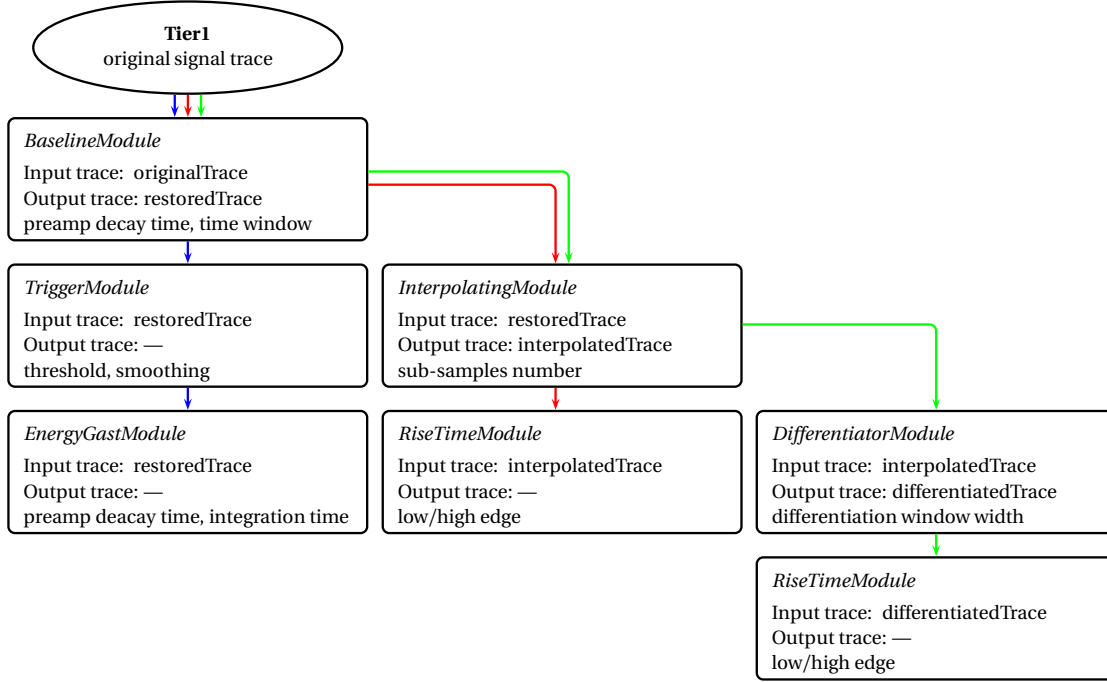 Tier1
original signal trace
BaselineModule
Input trace: originalTrace
Output trace: restoredTrace
preamp decay time, time window
TriggerModule
Input trace: restoredTrace
Output trace: —
threshold, smoothing
InterpolatingModule
Input trace: restoredTrace
Output trace: interpolatedTrace
sub-samples number
EnergyGastModule
Input trace: restoredTrace
Output trace: —
preamp deacay time, integration time
RiseTimeModule
Input trace: interpolatedTrace
Output trace: —
low/high edge
DifferentiatorModule
Input trace: interpolatedTrace
Output trace: differentiatedTrace
differentiation window width
RiseTimeModule
Input trace: differentiatedTrace
Output trace: —
low/high edge